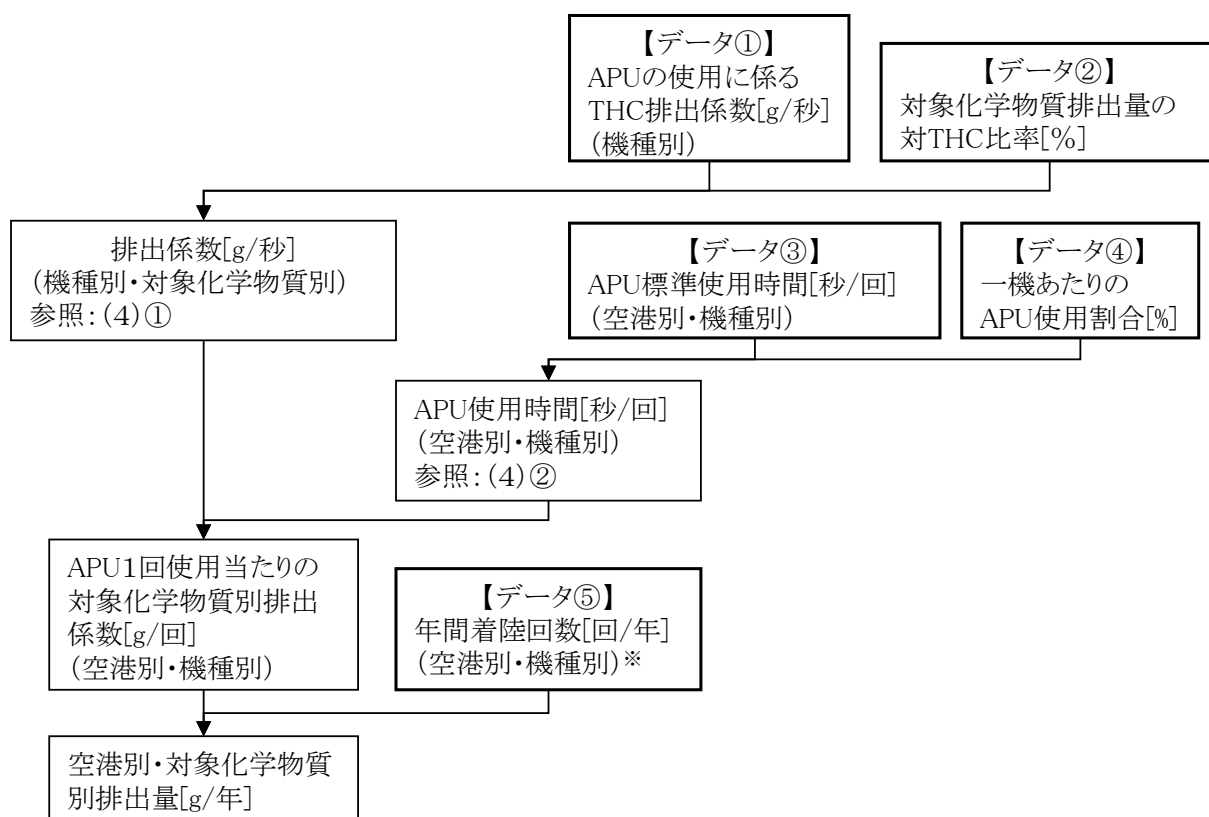 【データ①】
APUの使用に係る
THC排出係数[g/秒]
(機種別)
【データ②】
対象化学物質排出量の
対THC比率[%]
排出係数[g/秒]
(機種別・対象化学物質別)
参照:(4)①
【データ③】
APU標準使用時間[秒/回]
(空港別・機種別)
【データ④】
一機あたりの
APU使用割合[%]
APU使用時間[秒/回]
(空港別・機種別)
参照:(4)②
APU1回使用当たりの
対象化学物質別排出
係数[g/回]
(空港別・機種別)
【データ⑤】
年間着陸回数[回/年]
(空港別・機種別)※
空港別・対象化学物質
別排出量[g/年]